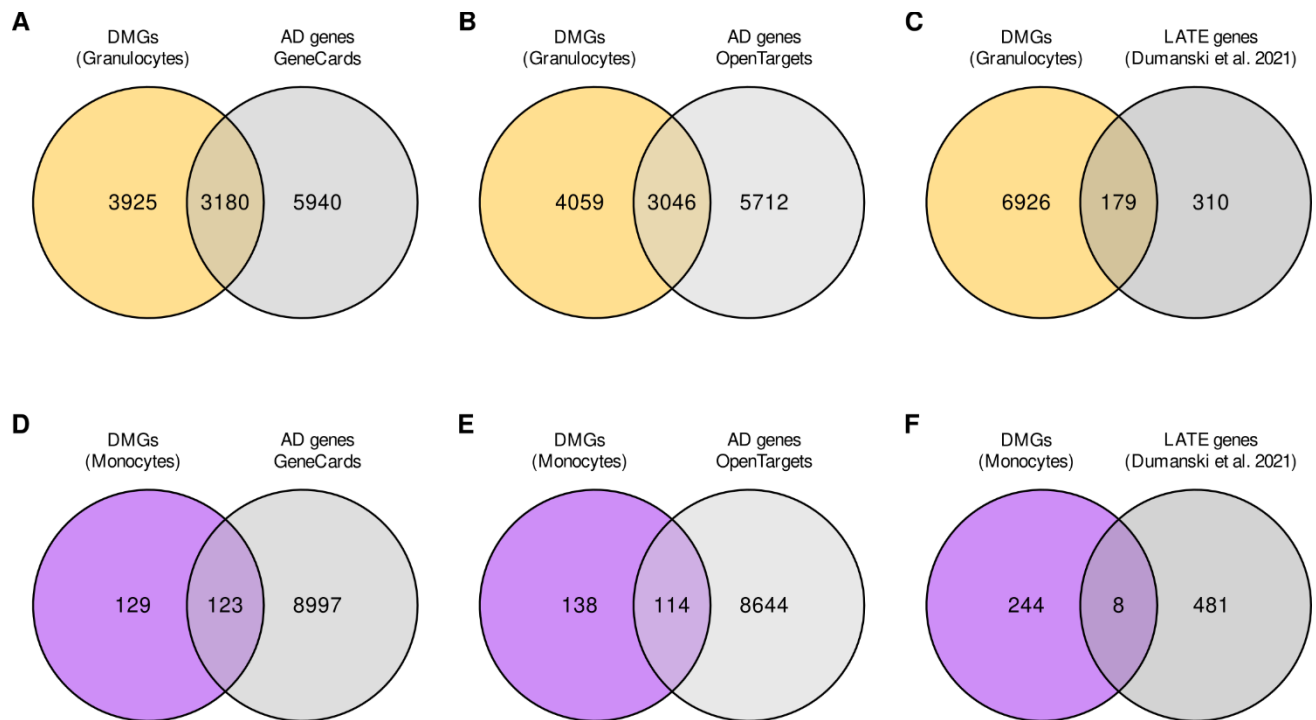 A
DMGs
(Granulocytes)
AD genes
GeneCards
3925
3180
5940
B
DMGs
(Granulocytes)
AD genes
OpenTargets
4059
3046
5712
C
DMGs
(Granulocytes)
LATE genes
(Dumanski et al. 2021)
6926
179
310
D
DMGs
(Monocytes)
AD genes
GeneCards
129
123
8997
E
DMGs
(Monocytes)
AD genes
OpenTargets
138
114
8644
F
DMGs
(Monocytes)
LATE genes
(Dumanski et al. 2021)
244
8
481